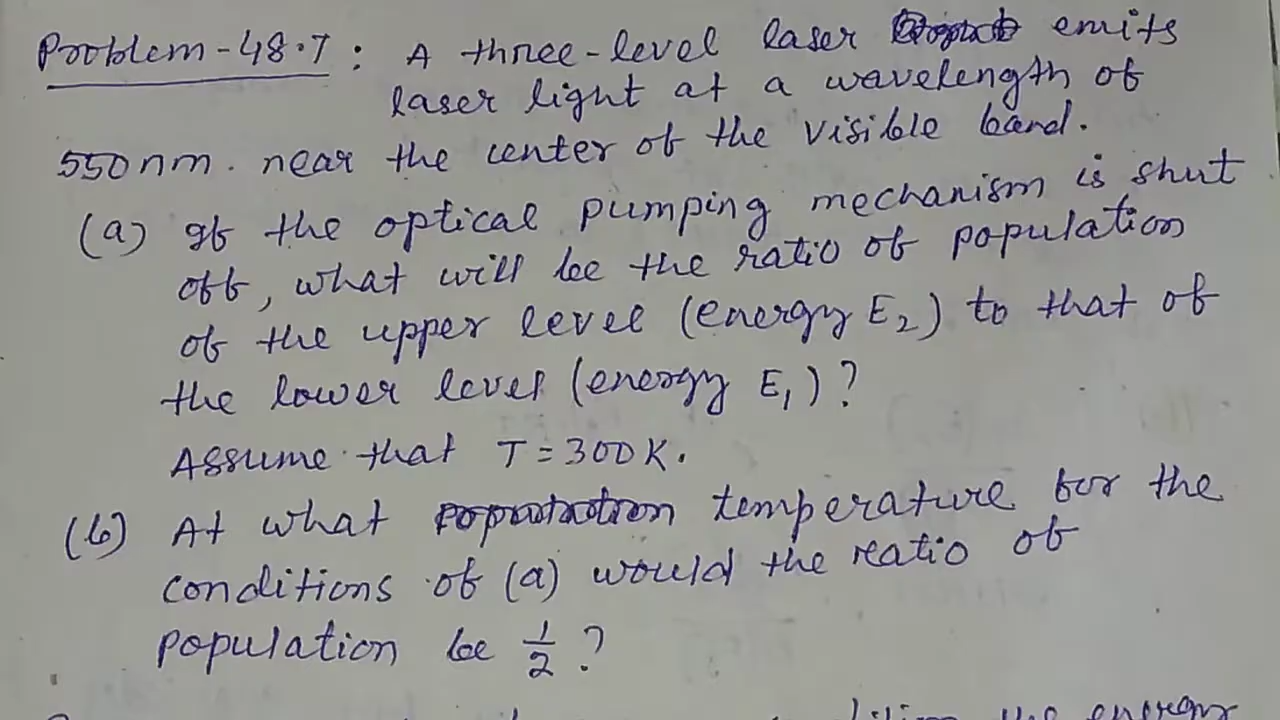 Problem-48.7 : A three-level laser emits
laser light at a wavelength of
550nm. near the center of the visible band.
(a) If the optical pumping mechanism is shut
off, what will be the ratio of population
of the upper level (energy E₂) to that of
the lower level (energy E₁)?
Assume that T = 300K.
(b) At what temperature for the
conditions of (a) would the ratio of
population be 1/2 ?
the energy